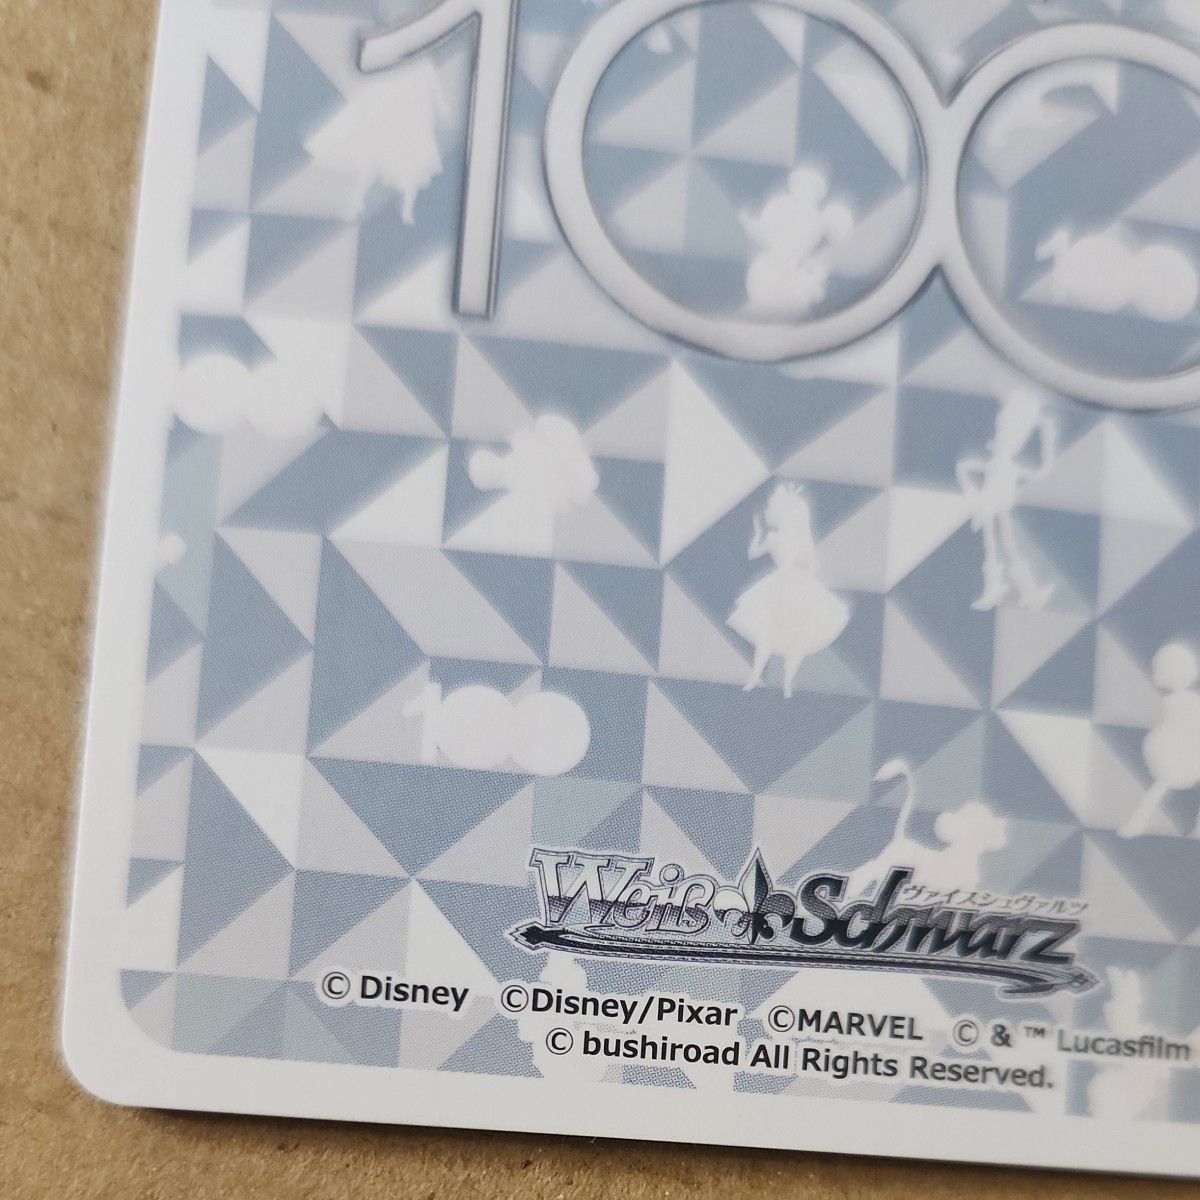 100
100
Weiß Schwarz
ヴァイスシュヴァルツ
© Disney ©Disney/Pixar ©MARVEL © & ™ Lucasfilm
© bushiroad All Rights Reserved.